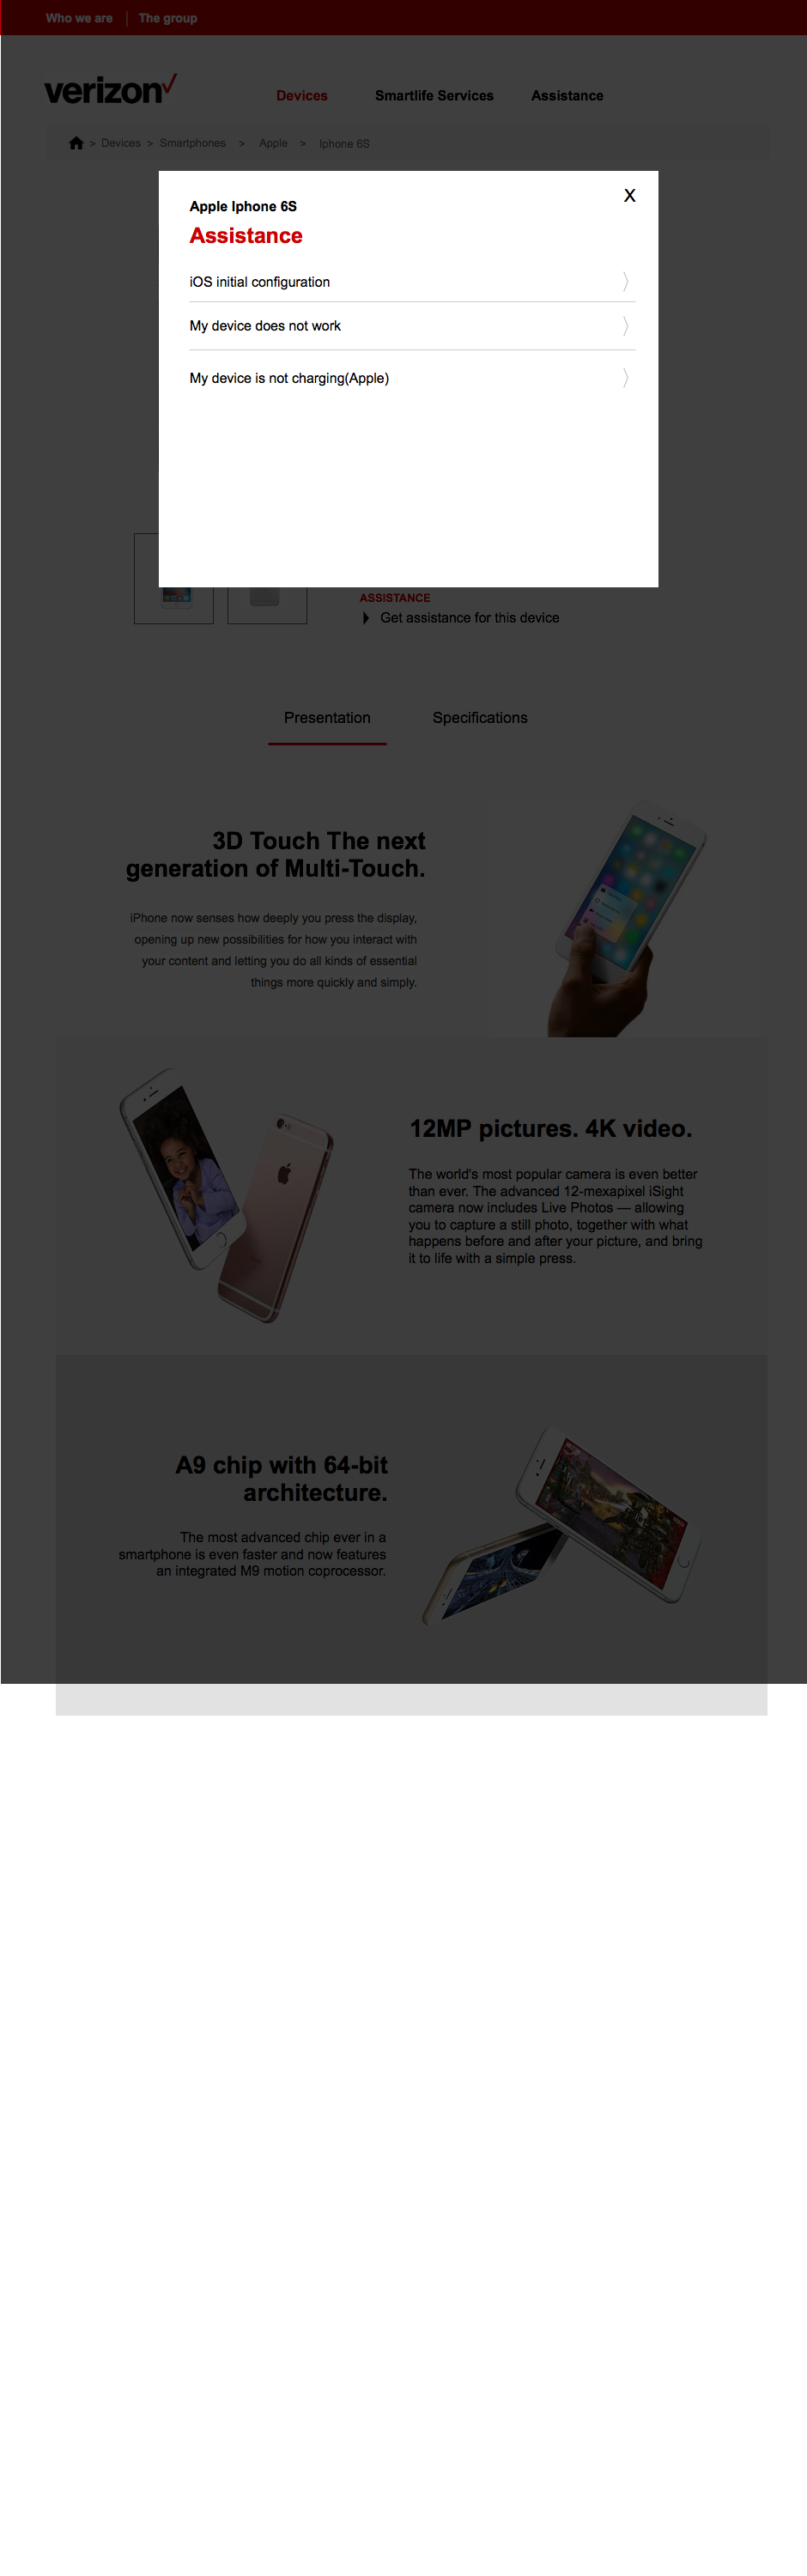 Who we are | The group
verizon
Devices Smartlife Services Assistance
> Devices > Smartphones > Apple > Iphone 6S
X
Apple Iphone 6S
Assistance
iOS initial configuration
My device does not work
My device is not charging(Apple)
ASSISTANCE
Get assistance for this device
Presentation Specifications
3D Touch The next
generation of Multi-Touch.
iPhone now senses how deeply you press the display,
opening up new possibilities for how you interact with
your content and letting you do all kinds of essential
things more quickly and simply.
12MP pictures. 4K video.
The world's most popular camera is even better
than ever. The advanced 12-mexapixel iSight
camera now includes Live Photos — allowing
you to capture a still photo, together with what
happens before and after your picture, and bring
it to life with a simple press.
A9 chip with 64-bit
architecture.
The most advanced chip ever in a
smartphone is even faster and now features
an integrated M9 motion coprocessor.